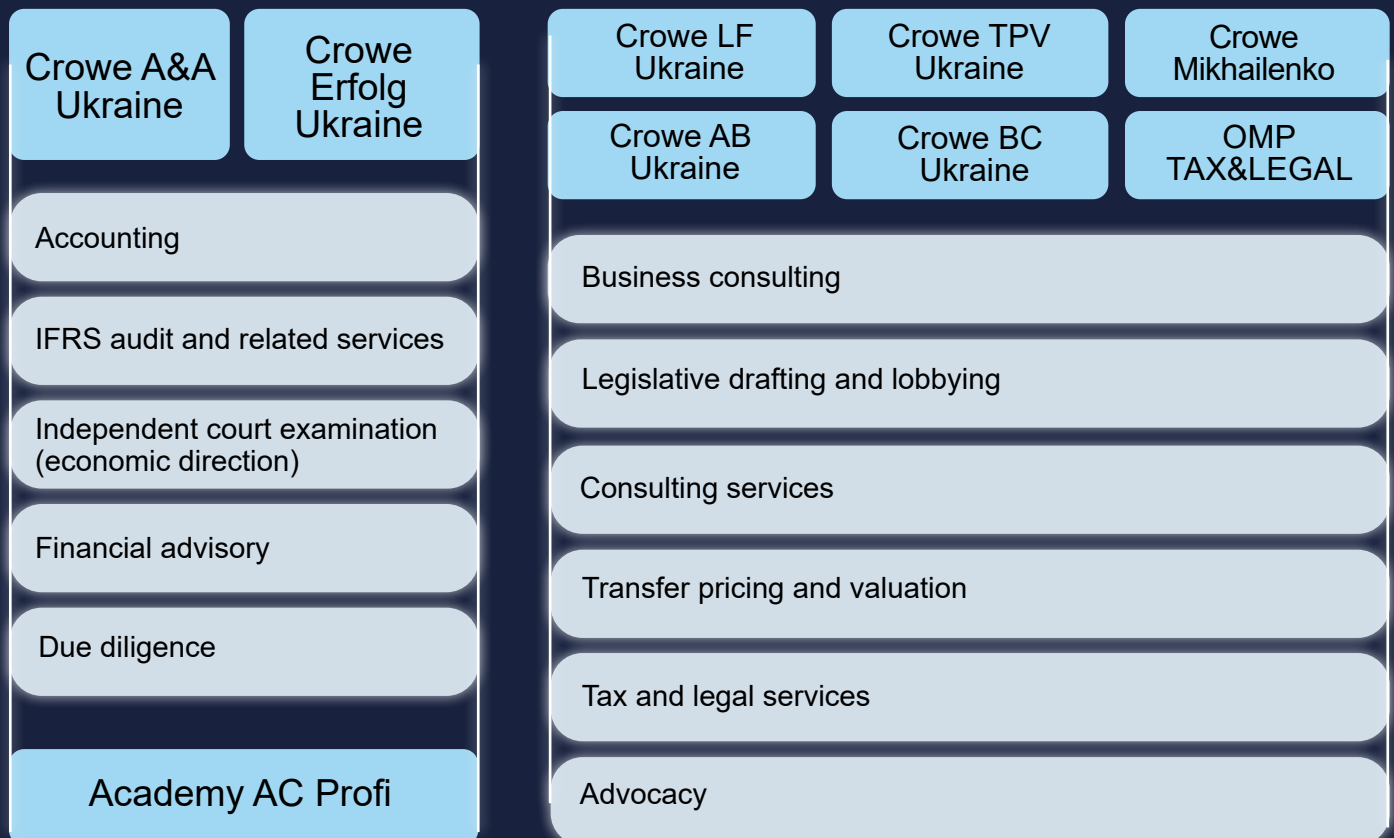 Crowe A&A
Ukraine
Crowe
Erfolg
Ukraine
Accounting
IFRS audit and related services
Independent court examination
(economic direction)
Financial advisory
Due diligence
Academy AC Profi
Crowe LF
Ukraine
Crowe TPV
Ukraine
Crowe
Mikhailenko
Crowe AB
Ukraine
Crowe BC
Ukraine
OMP
TAX&LEGAL
Business consulting
Legislative drafting and lobbying
Consulting services
Transfer pricing and valuation
Tax and legal services
Advocacy